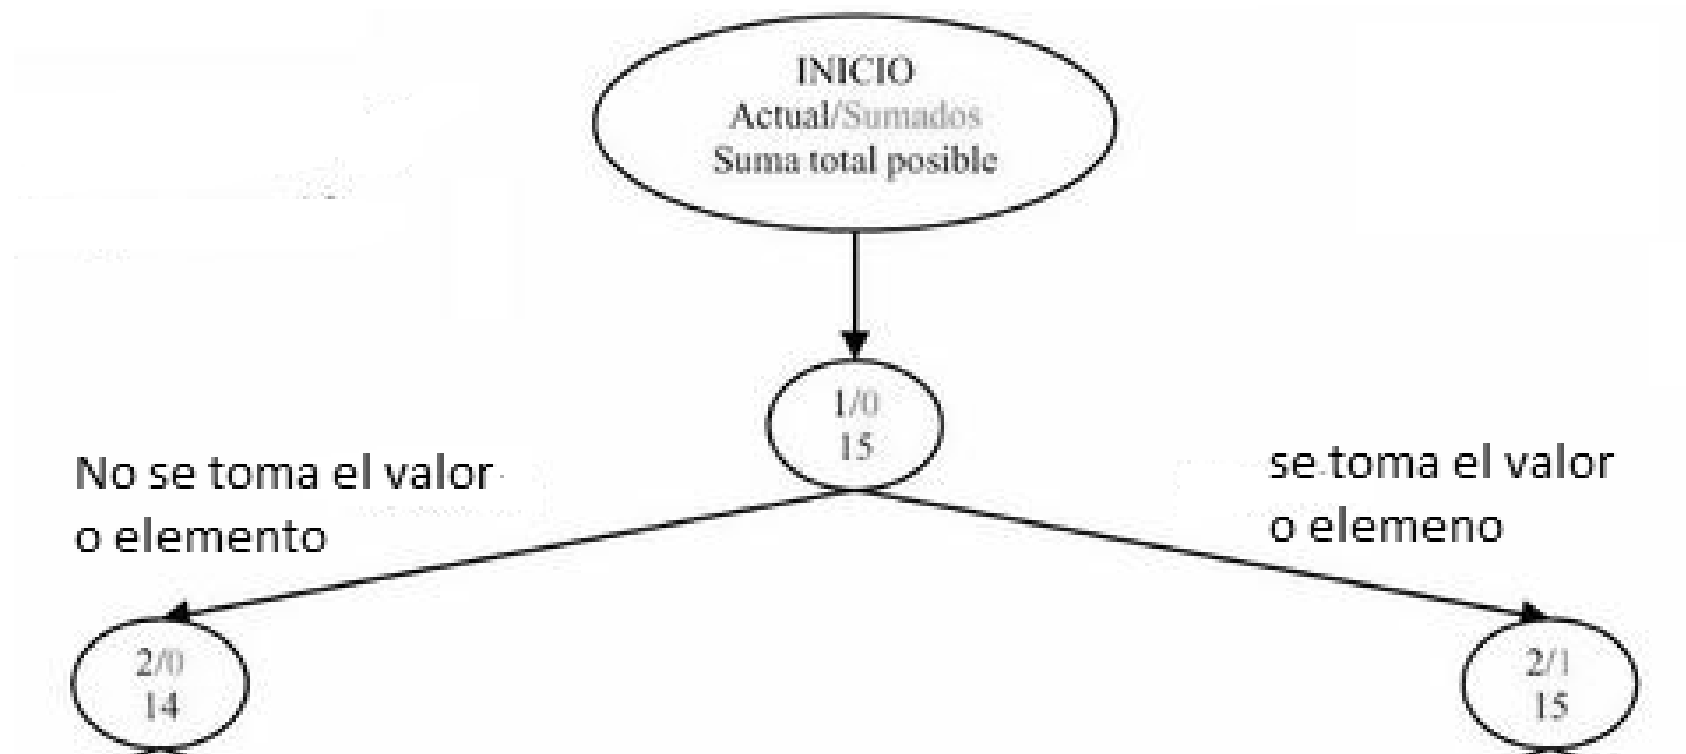 INICIO
Actual/Sumados
Suma total posible
1/0
15
No se toma el valor
o elemento
se toma el valor
o elemeno
2/0
14
2/1
15